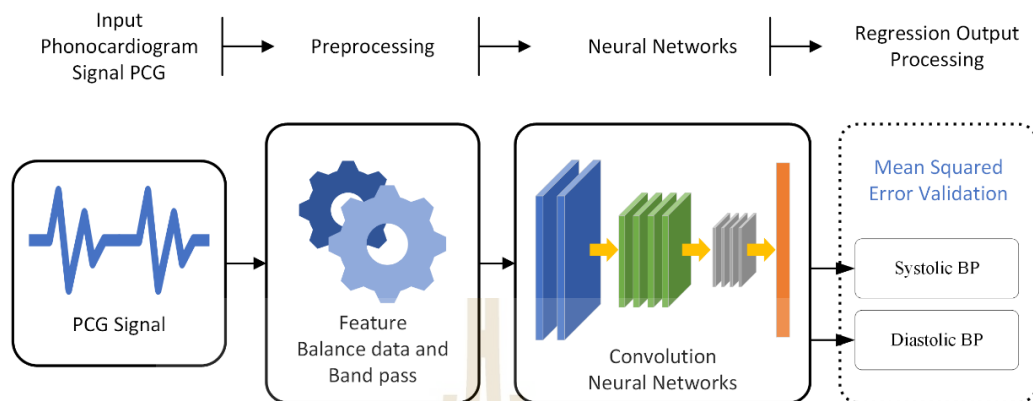 Input
Phonocardiogram
Signal PCG
Preprocessing
Neural Networks
Regression Output
Processing
PCG Signal
Feature
Balance data and
Band pass
Convolution
Neural Networks
Mean Squared
Error Validation
Systolic BP
Diastolic BP